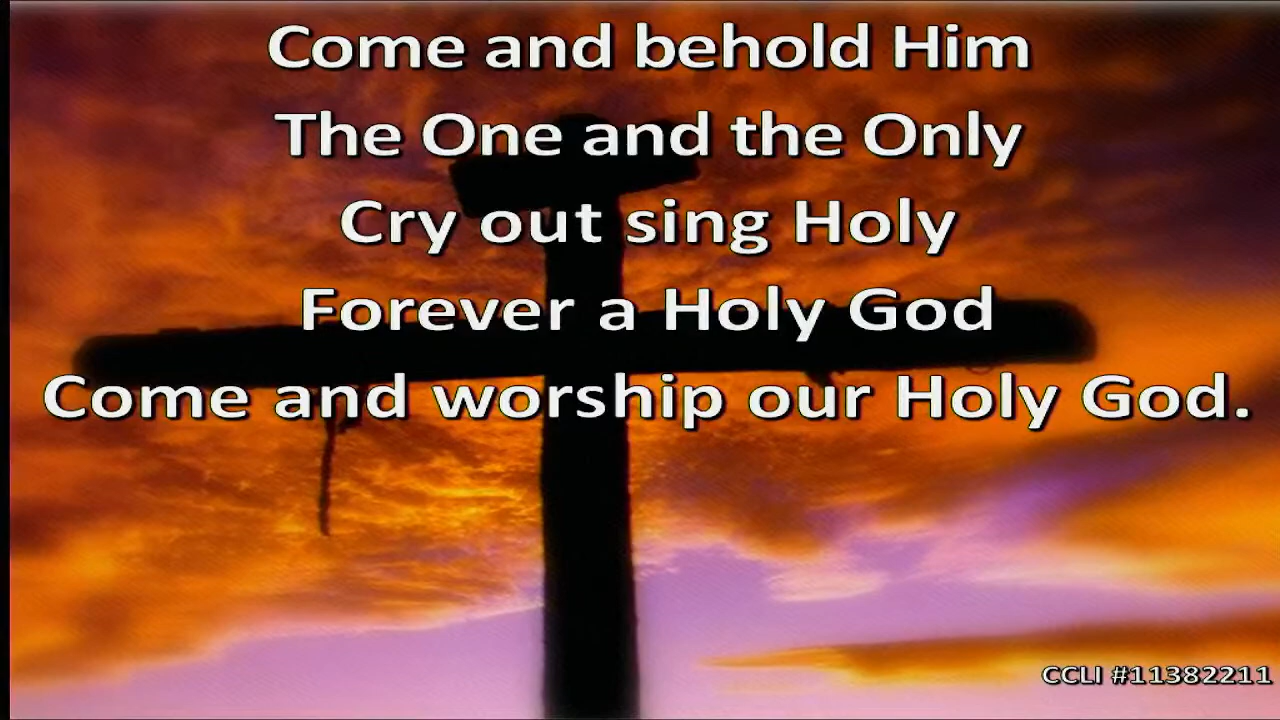 Come and behold Him
The One and the Only
Cry out sing Holy
Forever a Holy God
Come and worship our Holy God.
CCLI #11382211